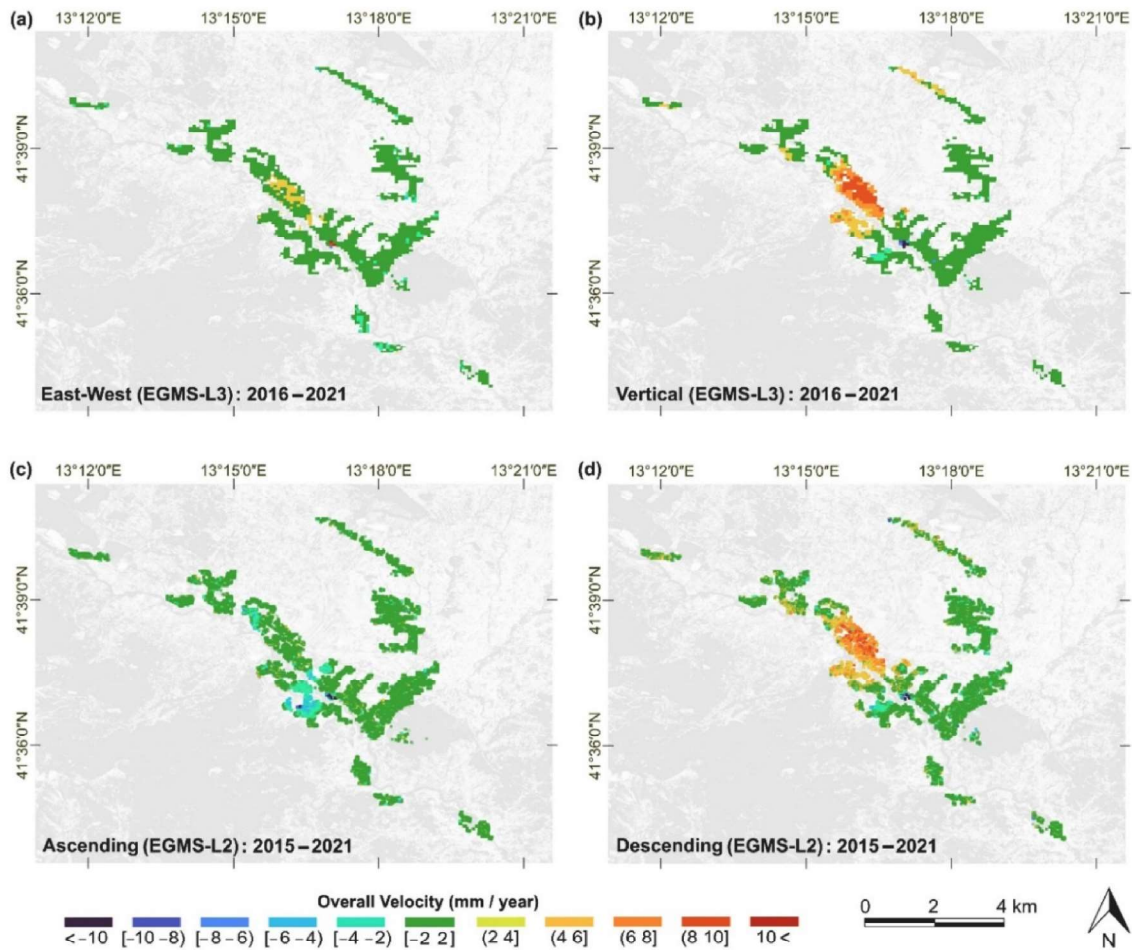 (a) 13°12'0"E 13°15'0"E 13°18'0"E 13°21'0"E
41°39'0"N
41°36'0"N
East-West (EGMS-L3) : 2016–2021
(b) 13°12'0"E 13°15'0"E 13°18'0"E 13°21'0"E
41°39'0"N
41°36'0"N
Vertical (EGMS-L3) : 2016–2021
(c) 13°12'0"E 13°15'0"E 13°18'0"E 13°21'0"E
41°39'0"N
41°36'0"N
Ascending (EGMS-L2) : 2015–2021
(d) 13°12'0"E 13°15'0"E 13°18'0"E 13°21'0"E
41°39'0"N
41°36'0"N
Descending (EGMS-L2) : 2015–2021
Overall Velocity (mm / year)
< –10 [–10 –8) [–8 –6) [–6 –4) [–4 –2) [–2 2] (2 4] (4 6] (6 8] (8 10] 10 <
0 2 4 km
N